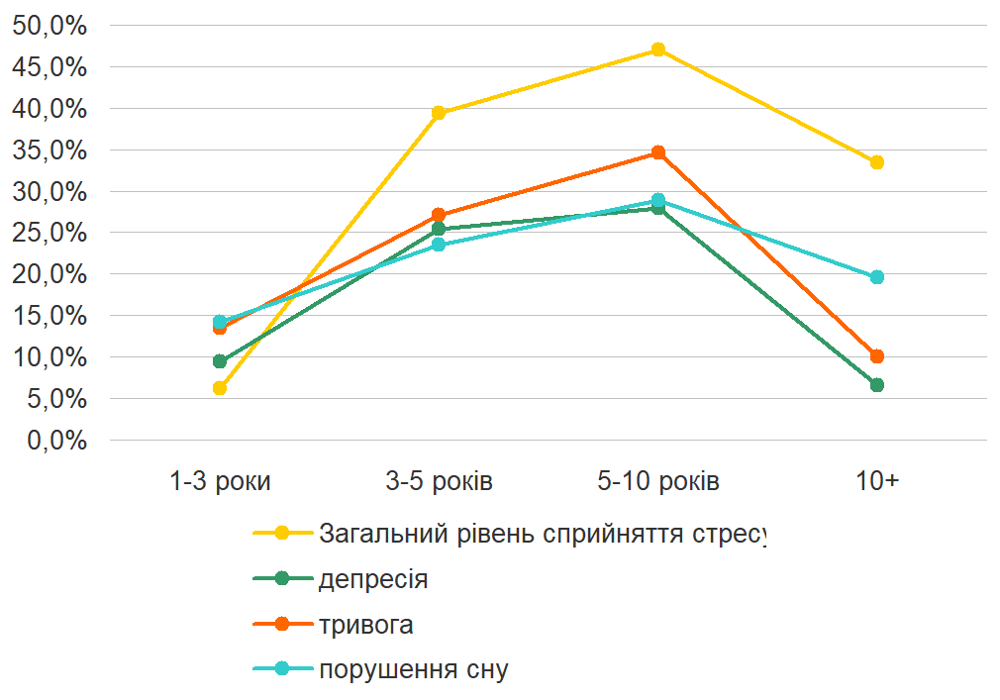 50,0%
45,0%
40,0%
35,0%
30,0%
25,0%
20,0%
15,0%
10,0%
5,0%
0,0%
1-3 роки 3-5 років 5-10 років 10+
Загальний рівень сприйняття стресу
депресія
тривога
порушення сну